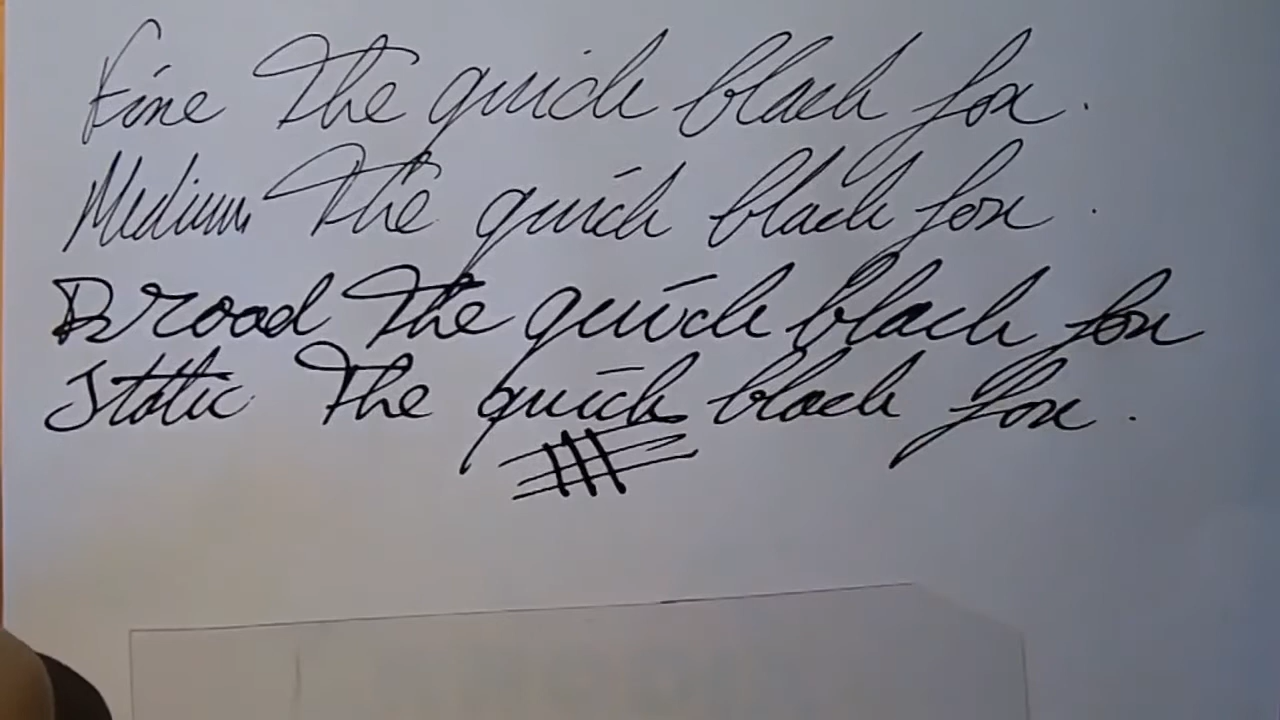 Fine The quick black fox.
Medium The quick black fox.
Broad The quick black fox
Static The quick black fox.